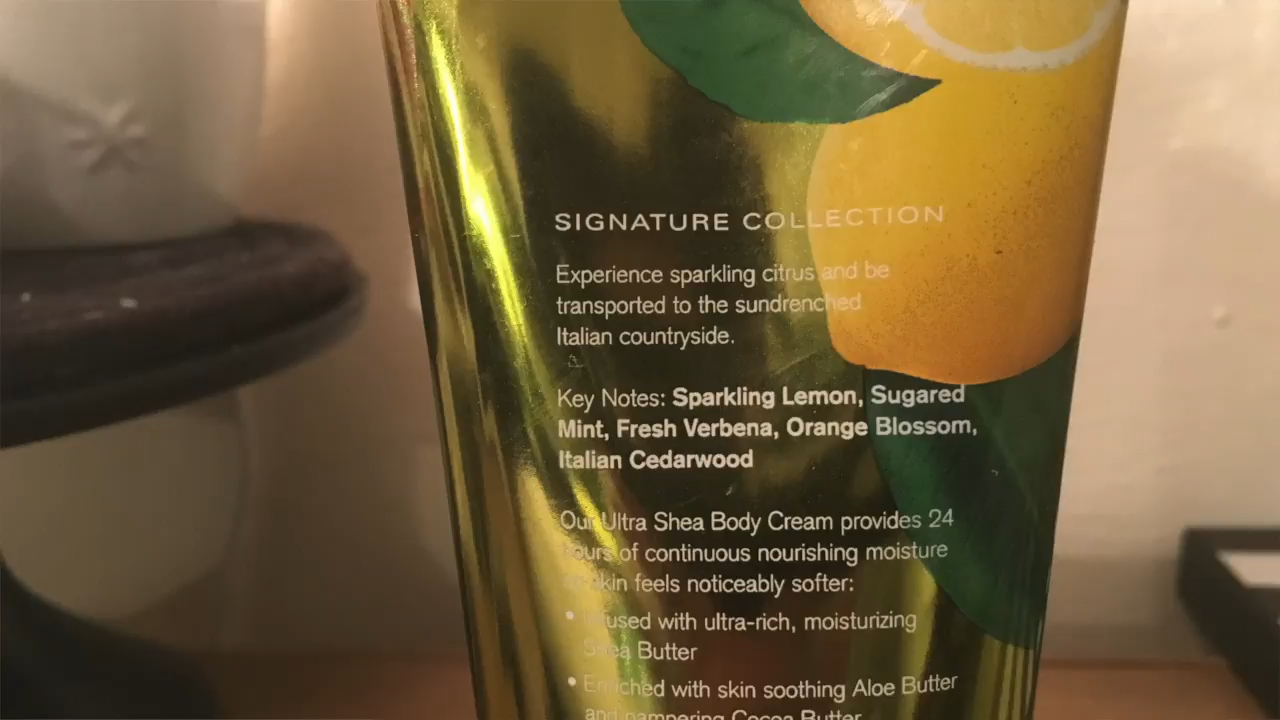 SIGNATURE COLLECTION
Experience sparkling citrus and be
transported to the sundrenched
Italian countryside.
Key Notes: Sparkling Lemon, Sugared
Mint, Fresh Verbena, Orange Blossom,
Italian Cedarwood
Our Ultra Shea Body Cream provides 24
hours of continuous nourishing moisture
so skin feels noticeably softer:
• Infused with ultra-rich, moisturizing
Shea Butter
• Enriched with skin soothing Aloe Butter
and pampering Cocoa Butter